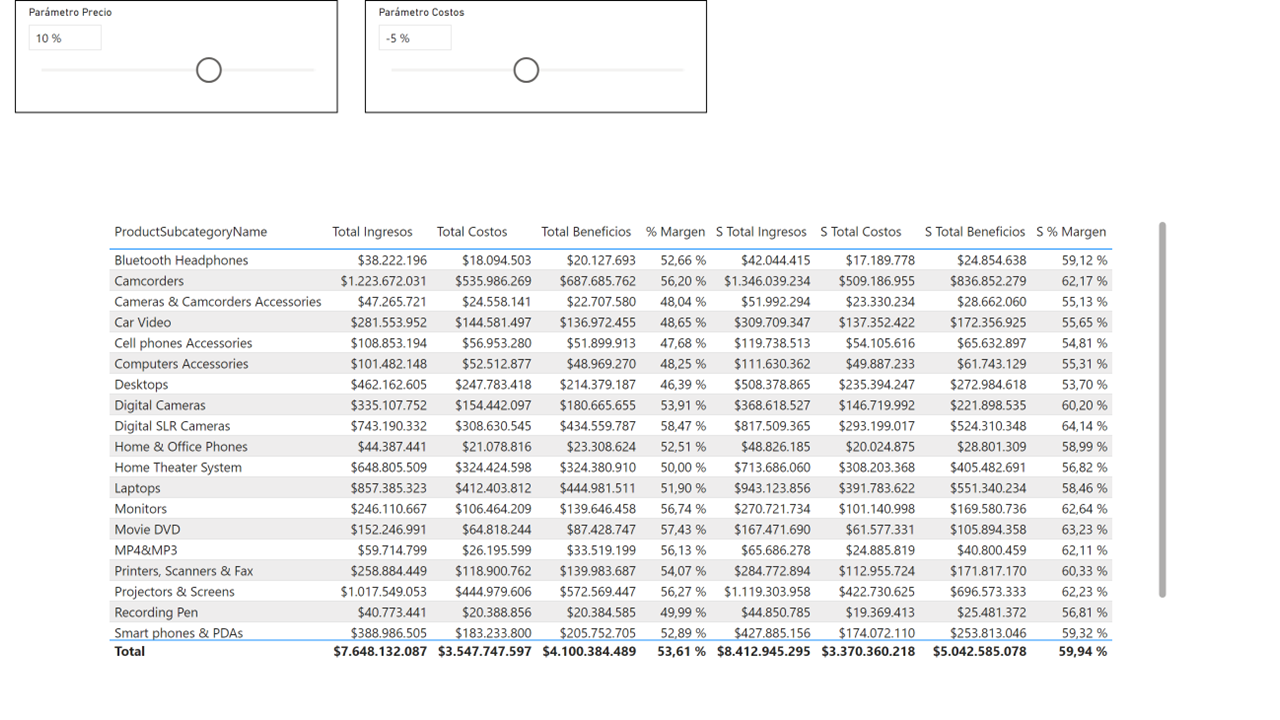 Parámetro Precio
10 %
Parámetro Costos
-5 %
ProductSubcategoryName Total Ingresos Total Costos Total Beneficios % Margen S Total Ingresos S Total Costos S Total Beneficios S % Margen
Bluetooth Headphones $38.222.196 $18.094.503 $20.127.693 52,66 % $42.044.415 $17.189.778 $24.854.638 59,12 %
Camcorders $1.223.672.031 $535.986.269 $687.685.762 56,20 % $1.346.039.234 $509.186.955 $836.852.279 62,17 %
Cameras & Camcorders Accessories $47.265.721 $24.558.141 $22.707.580 48,04 % $51.992.294 $23.330.234 $28.662.060 55,13 %
Car Video $281.553.952 $144.581.497 $136.972.455 48,65 % $309.709.347 $137.352.422 $172.356.925 55,65 %
Cell phones Accessories $108.853.194 $56.953.280 $51.899.913 47,68 % $119.738.513 $54.105.616 $65.632.897 54,81 %
Computers Accessories $101.482.148 $52.512.877 $48.969.270 48,25 % $111.630.362 $49.887.233 $61.743.129 55,31 %
Desktops $462.162.605 $247.783.418 $214.379.187 46,39 % $508.378.865 $235.394.247 $272.984.618 53,70 %
Digital Cameras $335.107.752 $154.442.097 $180.665.655 53,91 % $368.618.527 $146.719.992 $221.898.535 60,20 %
Digital SLR Cameras $743.190.332 $308.630.545 $434.559.787 58,47 % $817.509.365 $293.199.017 $524.310.348 64,14 %
Home & Office Phones $44.387.441 $21.078.816 $23.308.624 52,51 % $48.826.185 $20.024.875 $28.801.309 58,99 %
Home Theater System $648.805.509 $324.424.598 $324.380.910 50,00 % $713.686.060 $308.203.368 $405.482.691 56,82 %
Laptops $857.385.323 $412.403.812 $444.981.511 51,90 % $943.123.856 $391.783.622 $551.340.234 58,46 %
Monitors $246.110.667 $106.464.209 $139.646.458 56,74 % $270.721.734 $101.140.998 $169.580.736 62,64 %
Movie DVD $152.246.991 $64.818.244 $87.428.747 57,43 % $167.471.690 $61.577.331 $105.894.358 63,23 %
MP4&MP3 $59.714.799 $26.195.599 $33.519.199 56,13 % $65.686.278 $24.885.819 $40.800.459 62,11 %
Printers, Scanners & Fax $258.884.449 $118.900.762 $139.983.687 54,07 % $284.772.894 $112.955.724 $171.817.170 60,33 %
Projectors & Screens $1.017.549.053 $444.979.606 $572.569.447 56,27 % $1.119.303.958 $422.730.625 $696.573.333 62,23 %
Recording Pen $40.773.441 $20.388.856 $20.384.585 49,99 % $44.850.785 $19.369.413 $25.481.372 56,81 %
Smart phones & PDAs $388.986.505 $183.233.800 $205.752.705 52,89 % $427.885.156 $174.072.110 $253.813.046 59,32 %
Total $7.648.132.087 $3.547.747.597 $4.100.384.489 53,61 % $8.412.945.295 $3.370.360.218 $5.042.585.078 59,94 %